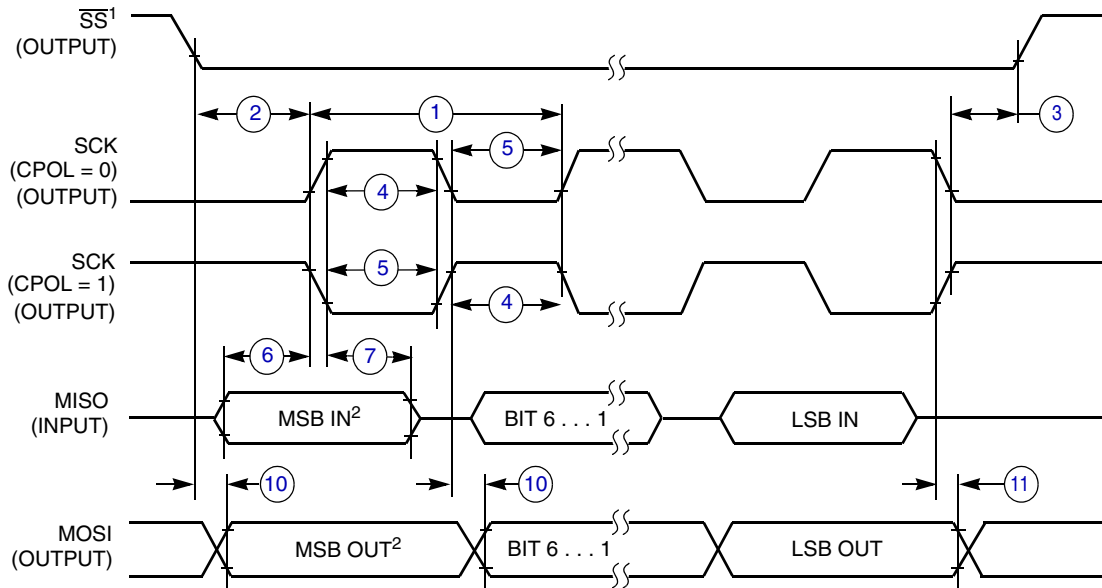 SS¹
(OUTPUT)
2
1
3
SCK
(CPOL = 0)
(OUTPUT)
5
4
SCK
(CPOL = 1)
(OUTPUT)
5
4
6
7
MISO
(INPUT)
MSB IN²
BIT 6 . . . 1
LSB IN
10
10
11
MOSI
(OUTPUT)
MSB OUT²
BIT 6 . . . 1
LSB OUT